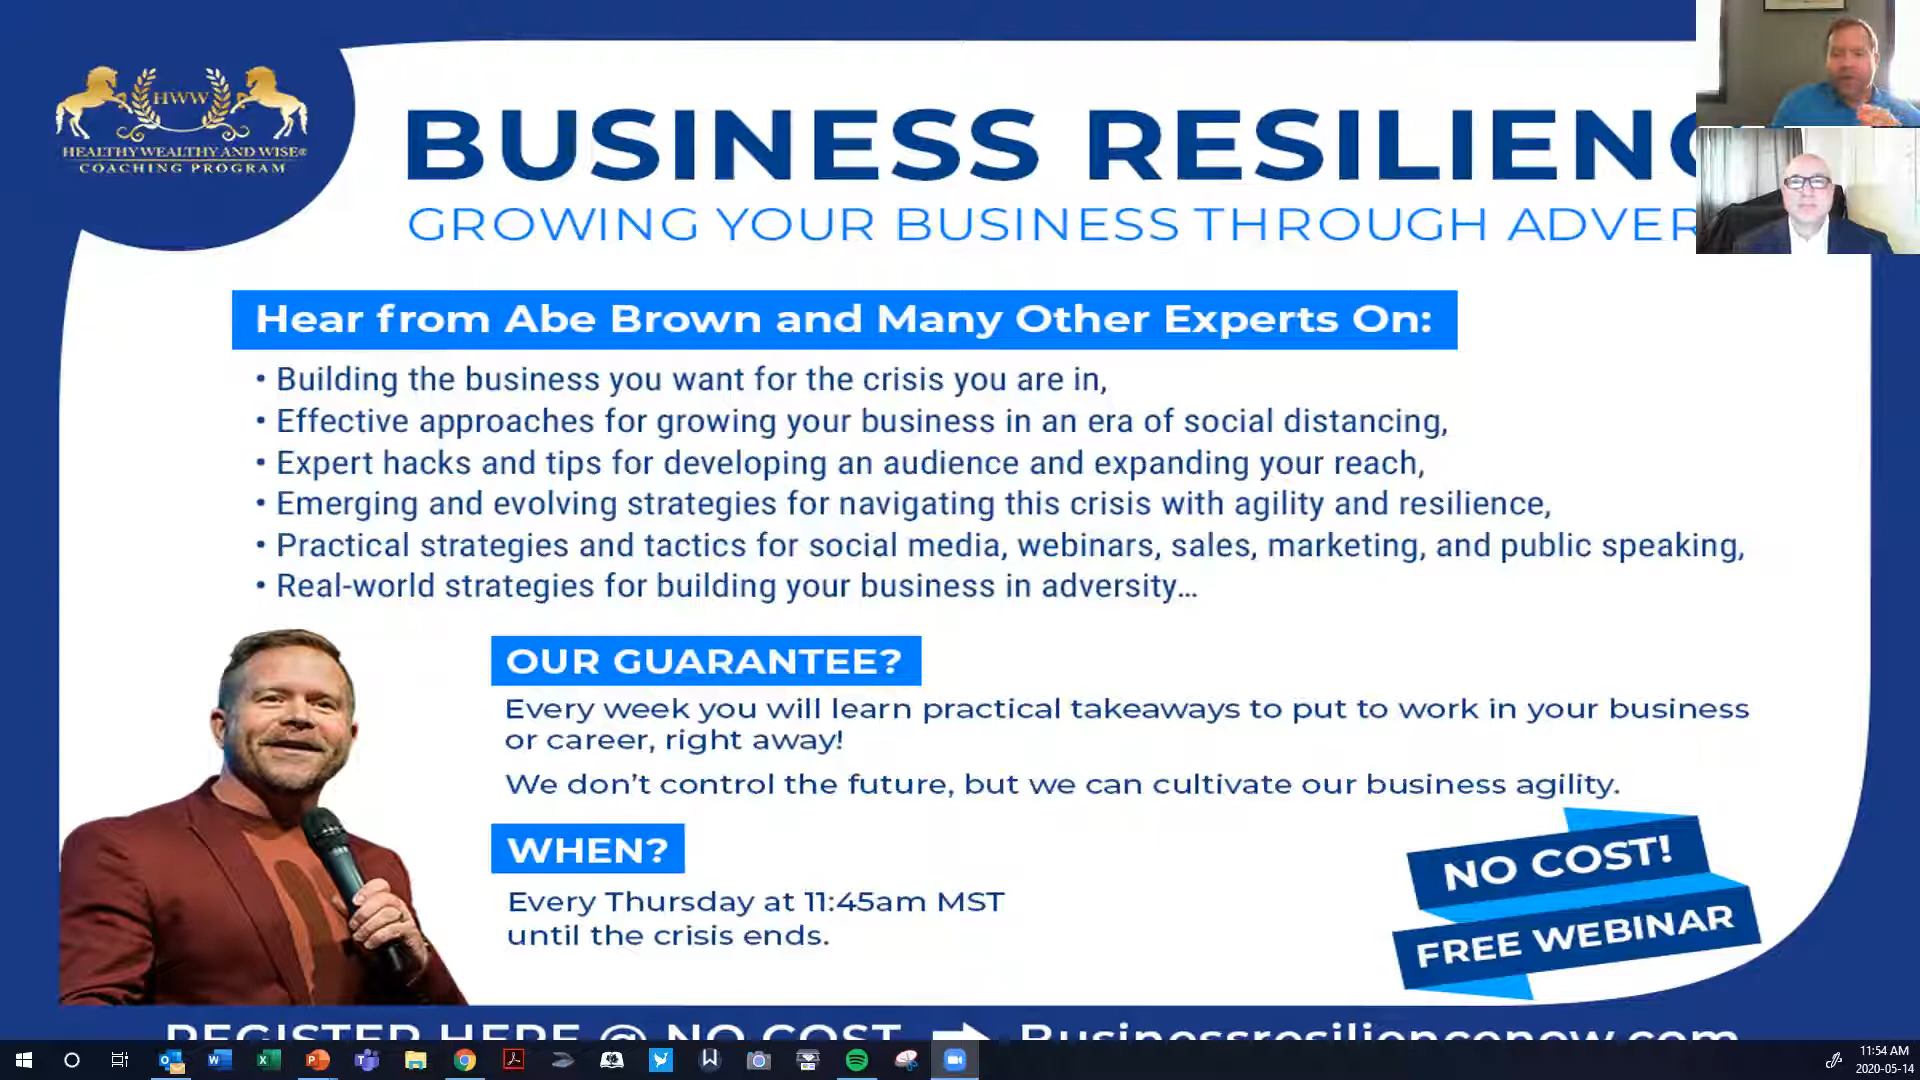 HWW
HEALTHY WEALTHY AND WISE®
COACHING PROGRAM
BUSINESS RESILIENC
GROWING YOUR BUSINESS THROUGH ADVER
Hear from Abe Brown and Many Other Experts On:
• Building the business you want for the crisis you are in,
• Effective approaches for growing your business in an era of social distancing,
• Expert hacks and tips for developing an audience and expanding your reach,
• Emerging and evolving strategies for navigating this crisis with agility and resilience,
• Practical strategies and tactics for social media, webinars, sales, marketing, and public speaking,
• Real-world strategies for building your business in adversity...
OUR GUARANTEE?
Every week you will learn practical takeaways to put to work in your business
or career, right away!
We don’t control the future, but we can cultivate our business agility.
WHEN?
Every Thursday at 11:45am MST
until the crisis ends.
NO COST!
FREE WEBINAR
REGISTER HERE @ NO COST Businessresiliencenow.com
11:54 AM
2020-05-14